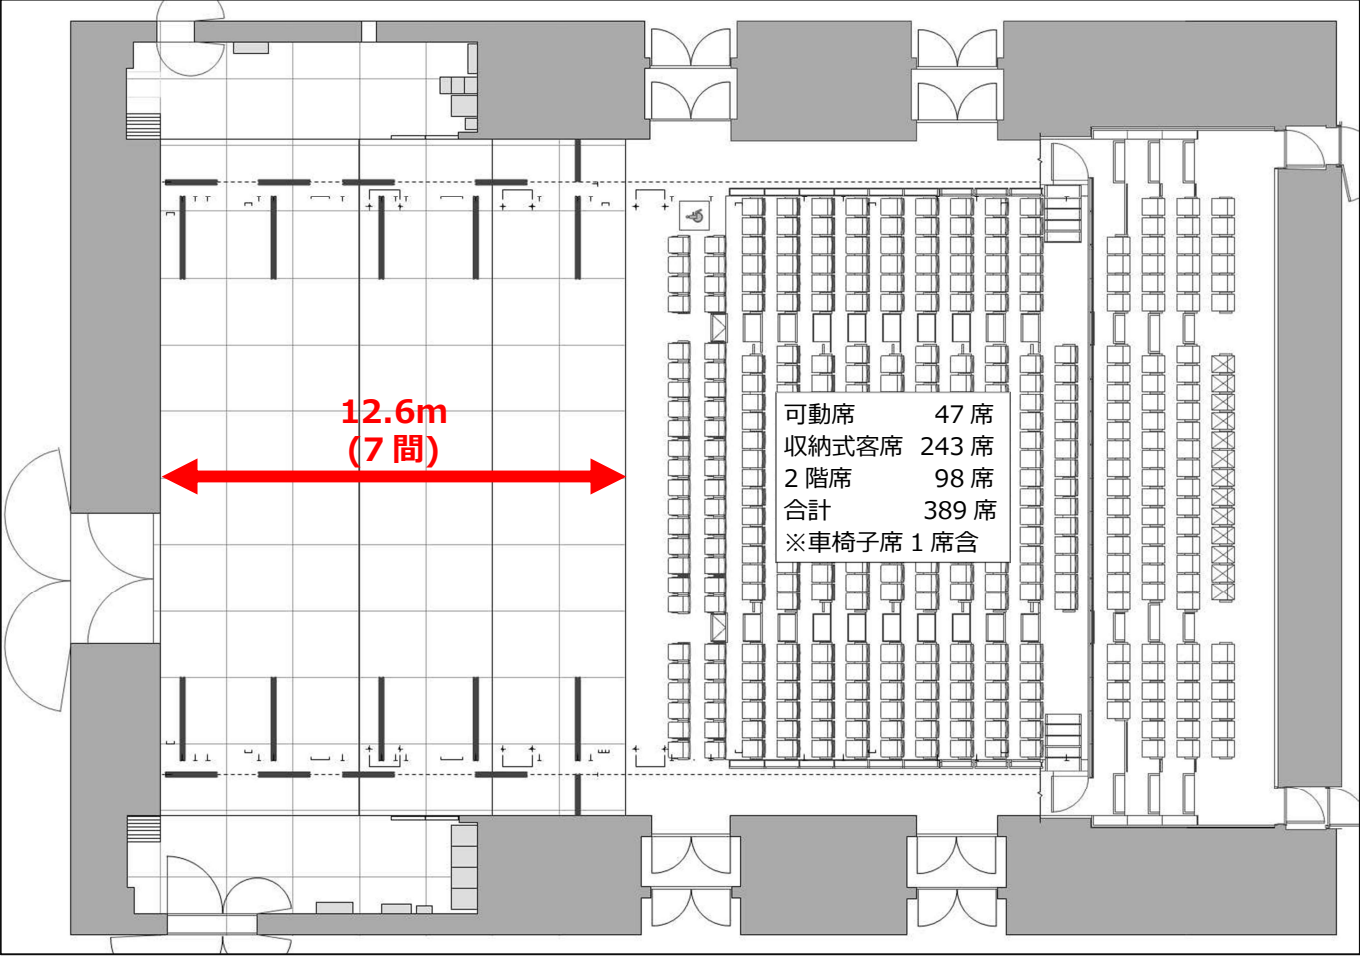 12.6m
(7 間)
可動席 47 席
収納式客席 243 席
2 階席 98 席
合計 389 席
※車椅子席 1 席含